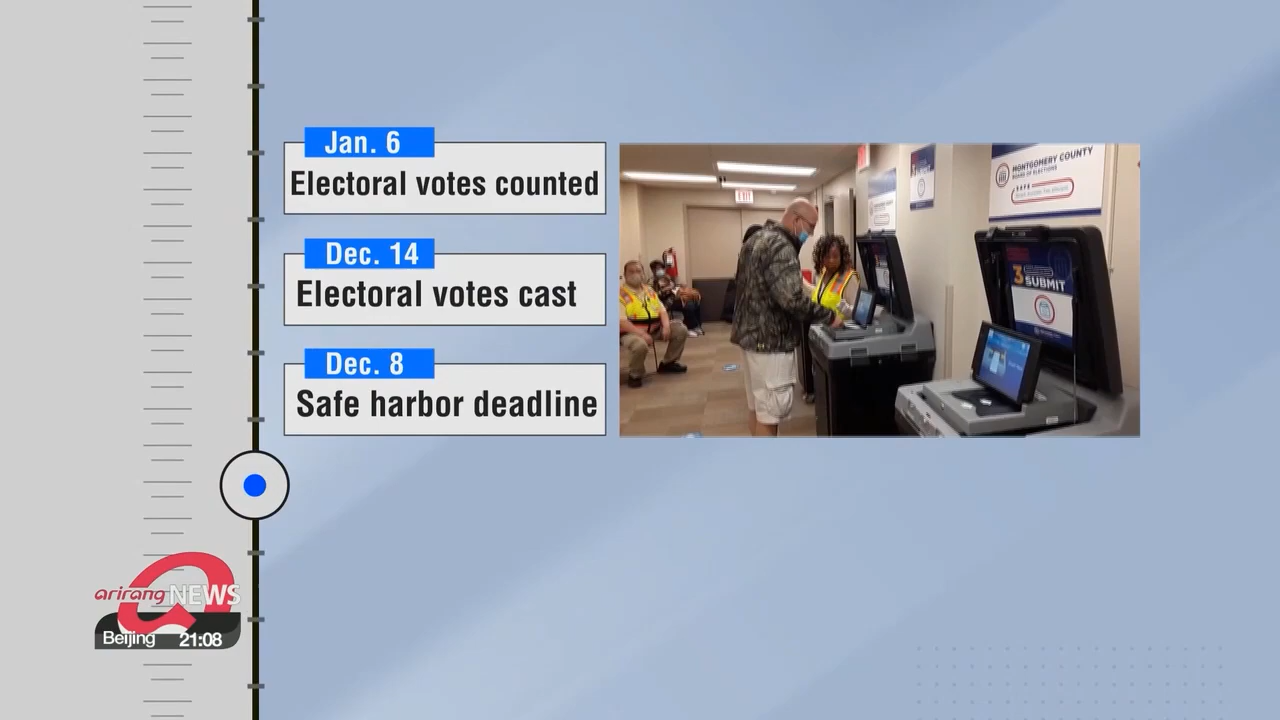 Jan. 6
Electoral votes counted
Dec. 14
Electoral votes cast
Dec. 8
Safe harbor deadline
EXIT
MONTGOMERY COUNTY
BOARD OF ELECTIONS
SAFE
3
SUBMIT
arirang NEWS
Beijing 21:08